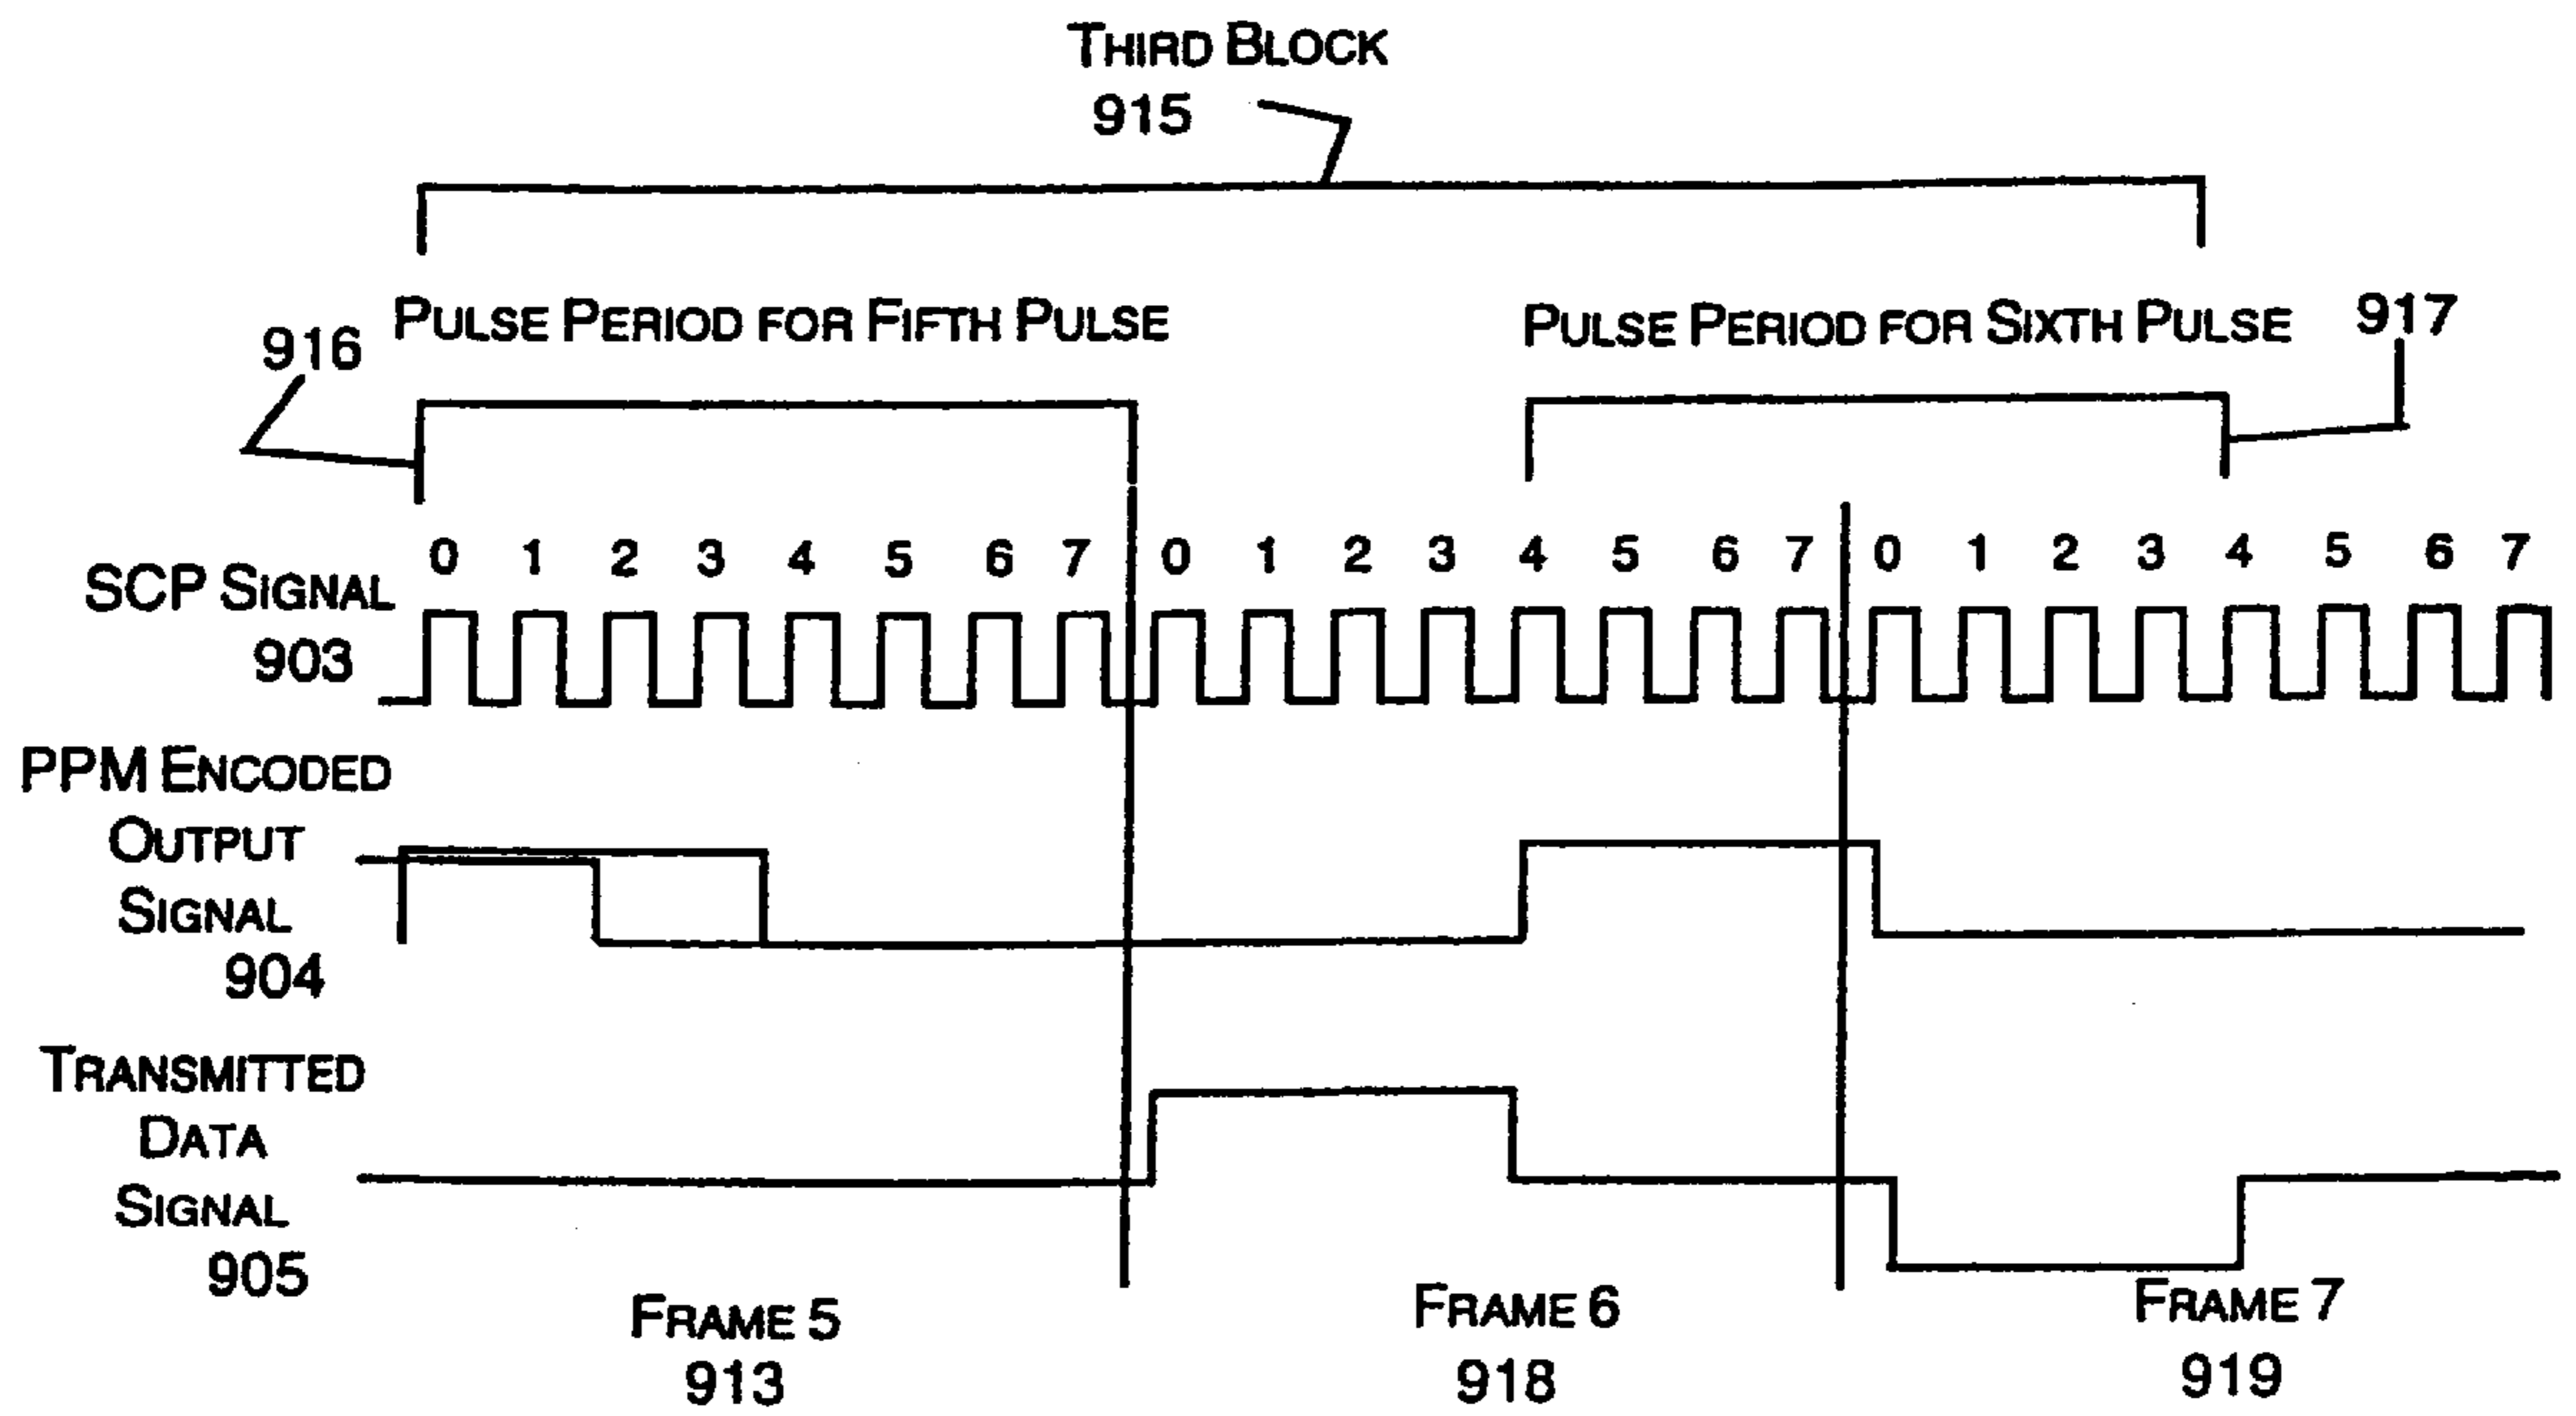 THIRD BLOCK
915
PULSE PERIOD FOR FIFTH PULSE
PULSE PERIOD FOR SIXTH PULSE
917
916
0 1 2 3 4 5 6 7 0 1 2 3 4 5 6 7 0 1 2 3 4 5 6 7
SCP SIGNAL
903
PPM ENCODED
OUTPUT
SIGNAL
904
TRANSMITTED
DATA
SIGNAL
905
FRAME 5
913
FRAME 6
918
FRAME 7
919